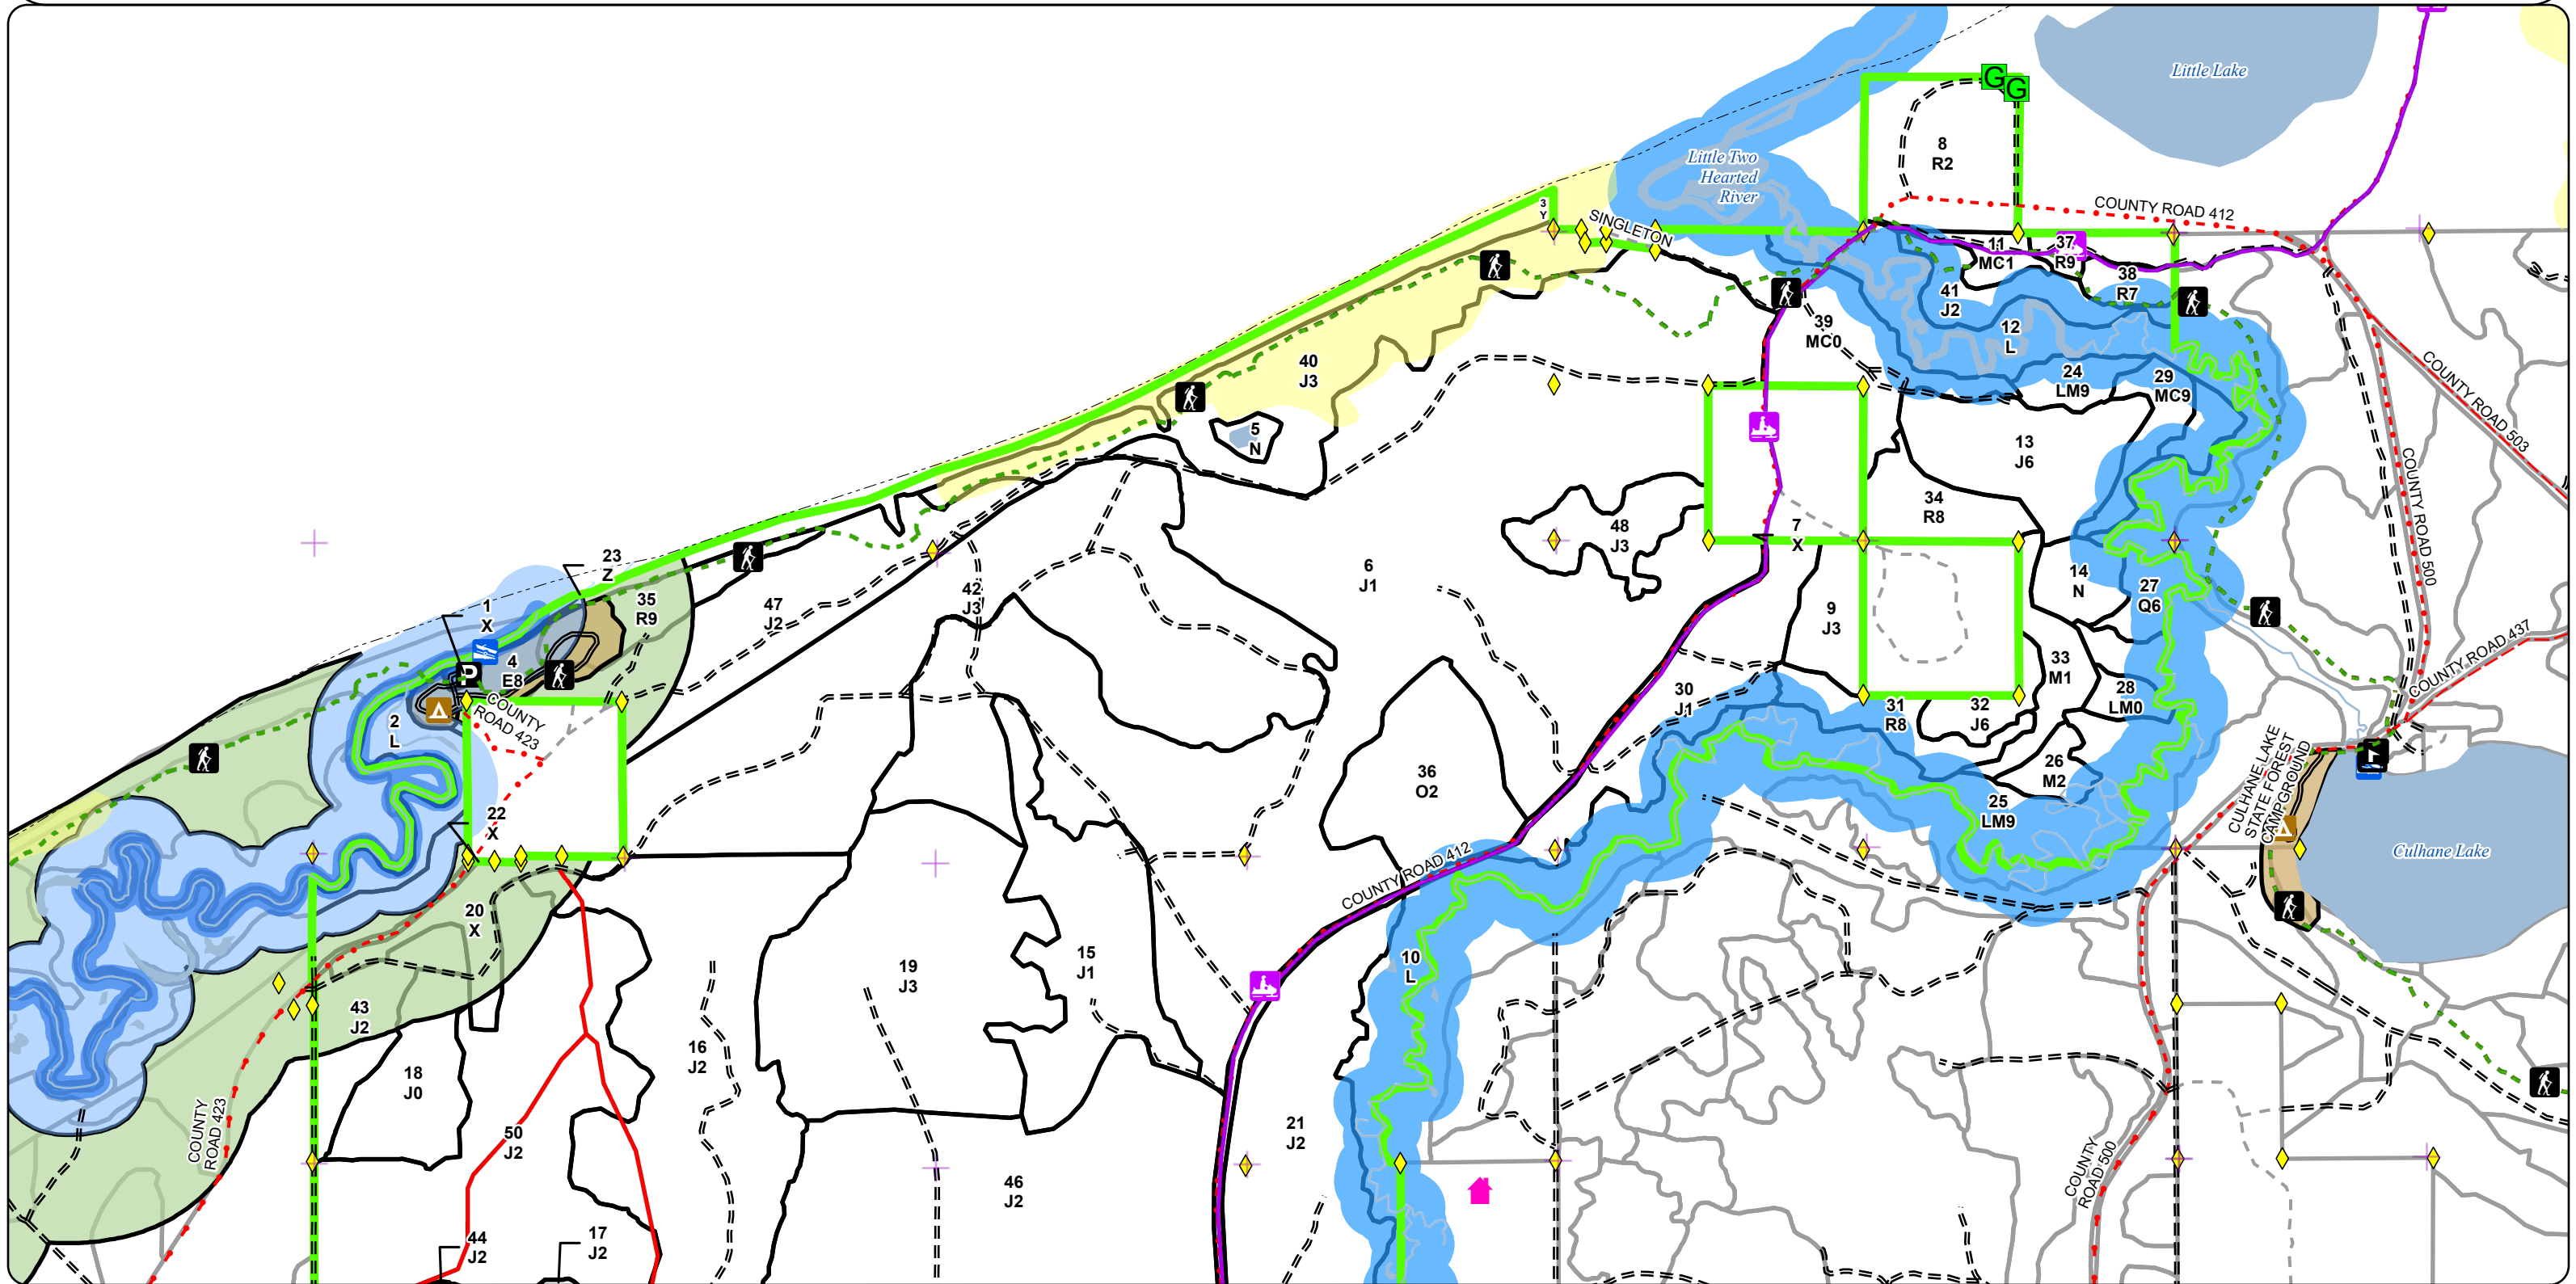 Little Lake
G
G
8
R2
Little Two
Hearted
River
3
Y
SINGLETON
COUNTY ROAD 412
11
MC1
37
R9
38
R7
41
J2
12
L
39
MC0
40
J3
24
LM9
29
MC9
COUNTY ROAD 503
5
N
13
J6
COUNTY ROAD 500
34
R8
48
J3
7
X
23
Z
6
J1
14
N
27
Q6
35
R9
47
J2
42
J3
1
X
9
J3
COUNTY ROAD 437
4
E8
P
33
M1
28
LM0
30
J1
31
R8
32
J6
2
L
COUNTY
ROAD 423
36
O2
26
M2
CULHANE LAKE
STATE FOREST
CAMPGROUND
25
LM9
22
X
Culhane Lake
COUNTY ROAD 412
20
X
10
L
19
J3
15
J1
43
J2
16
J2
18
J0
COUNTY
ROAD 423
50
J2
21
J2
COUNTY
ROAD 500
46
J2
44
J2
17
J2